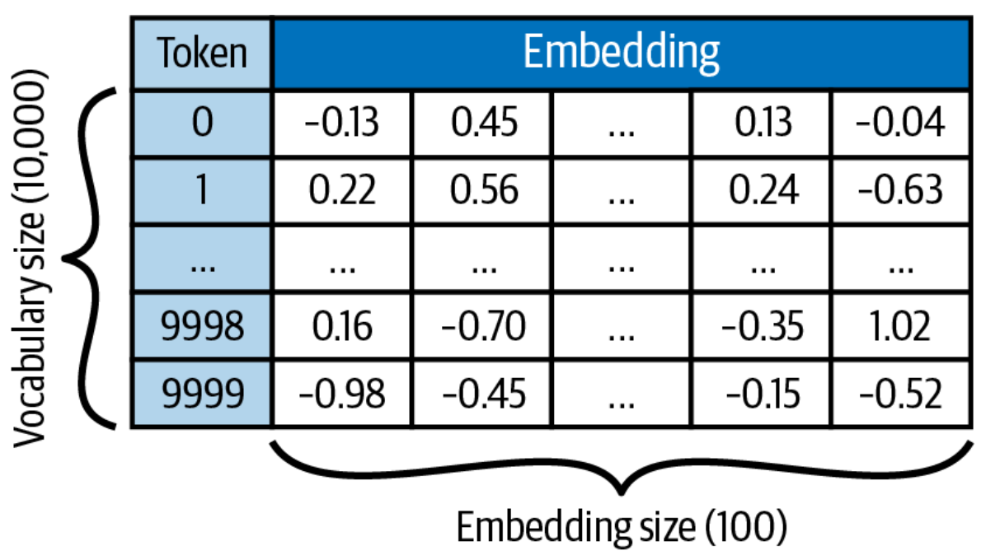 Token Embedding
0 −0.13 0.45 ... 0.13 −0.04
1 0.22 0.56 ... 0.24 −0.63
... ... ... ... ... ...
9998 0.16 −0.70 ... −0.35 1.02
9999 −0.98 −0.45 ... −0.15 −0.52
Vocabulary size (10,000)
Embedding size (100)